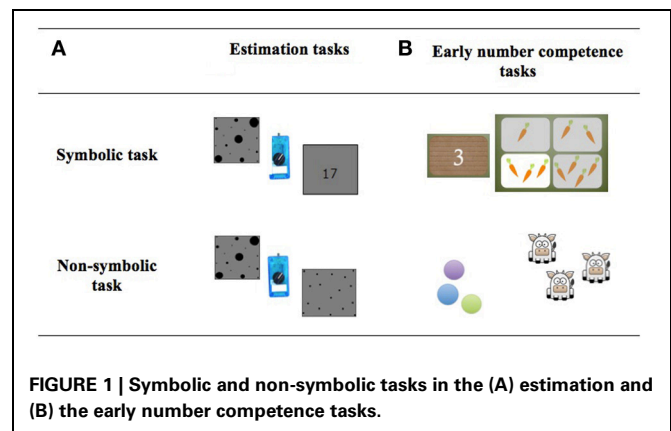 A
Estimation tasks
B
Early number competence
tasks
Symbolic task
17
3
Non-symbolic
task
FIGURE 1 | Symbolic and non-symbolic tasks in the (A) estimation and
(B) the early number competence tasks.